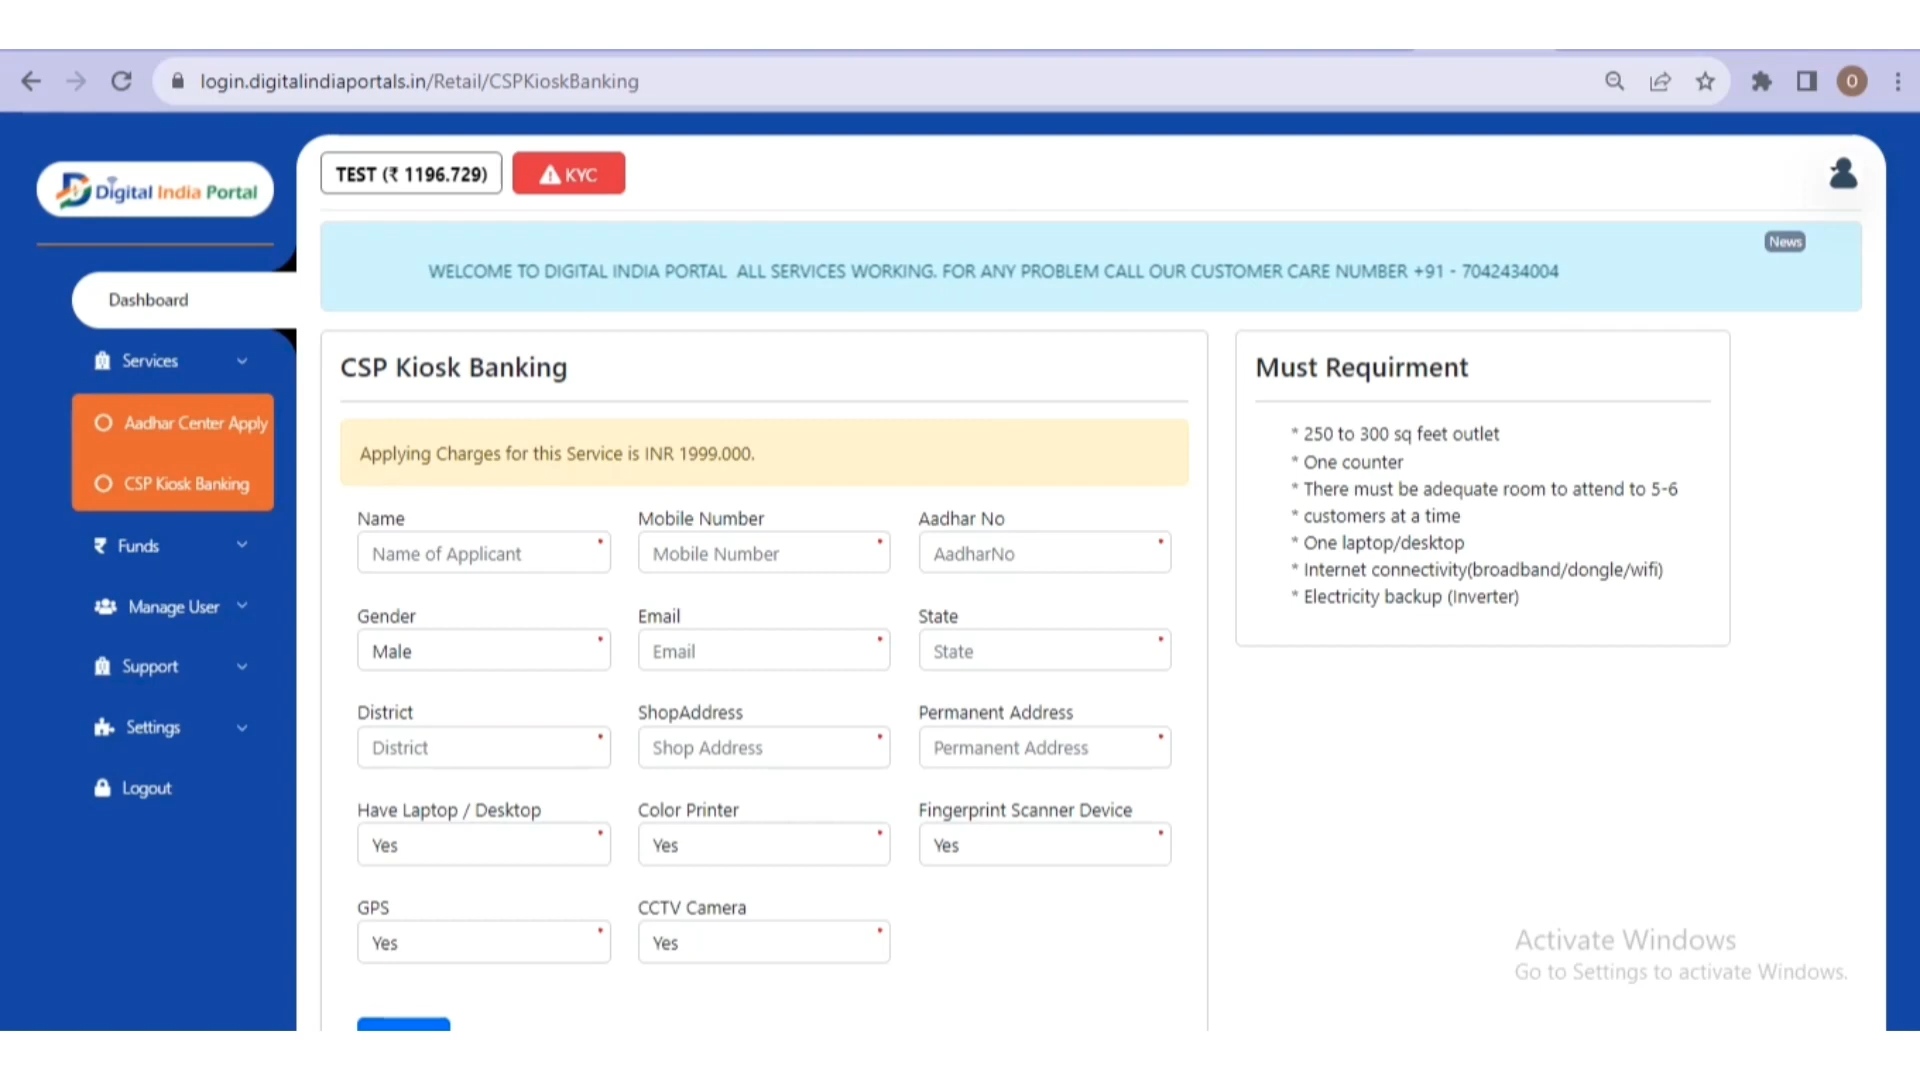 login.digitalindiaportals.in/Retail/CSPKioskBanking
O
Digital India Portal
TEST (₹ 1196.729)
KYC
News
WELCOME TO DIGITAL INDIA PORTAL ALL SERVICES WORKING. FOR ANY PROBLEM CALL OUR CUSTOMER CARE NUMBER +91 - 7042434004
Dashboard
Services
Aadhar Center Apply
CSP Kiosk Banking
Funds
Manage User
Support
Settings
Logout
CSP Kiosk Banking
Applying Charges for this Service is INR 1999.000.
Name
Mobile Number
Aadhar No
Name of Applicant *
Mobile Number *
AadharNo *
Gender
Email
State
Male *
Email *
State *
District
ShopAddress
Permanent Address
District *
Shop Address *
Permanent Address *
Have Laptop / Desktop
Color Printer
Fingerprint Scanner Device
Yes *
Yes *
Yes *
GPS
CCTV Camera
Yes *
Yes *
Must Requirment
* 250 to 300 sq feet outlet
* One counter
* There must be adequate room to attend to 5-6
* customers at a time
* One laptop/desktop
* Internet connectivity(broadband/dongle/wifi)
* Electricity backup (Inverter)
Activate Windows
Go to Settings to activate Windows.